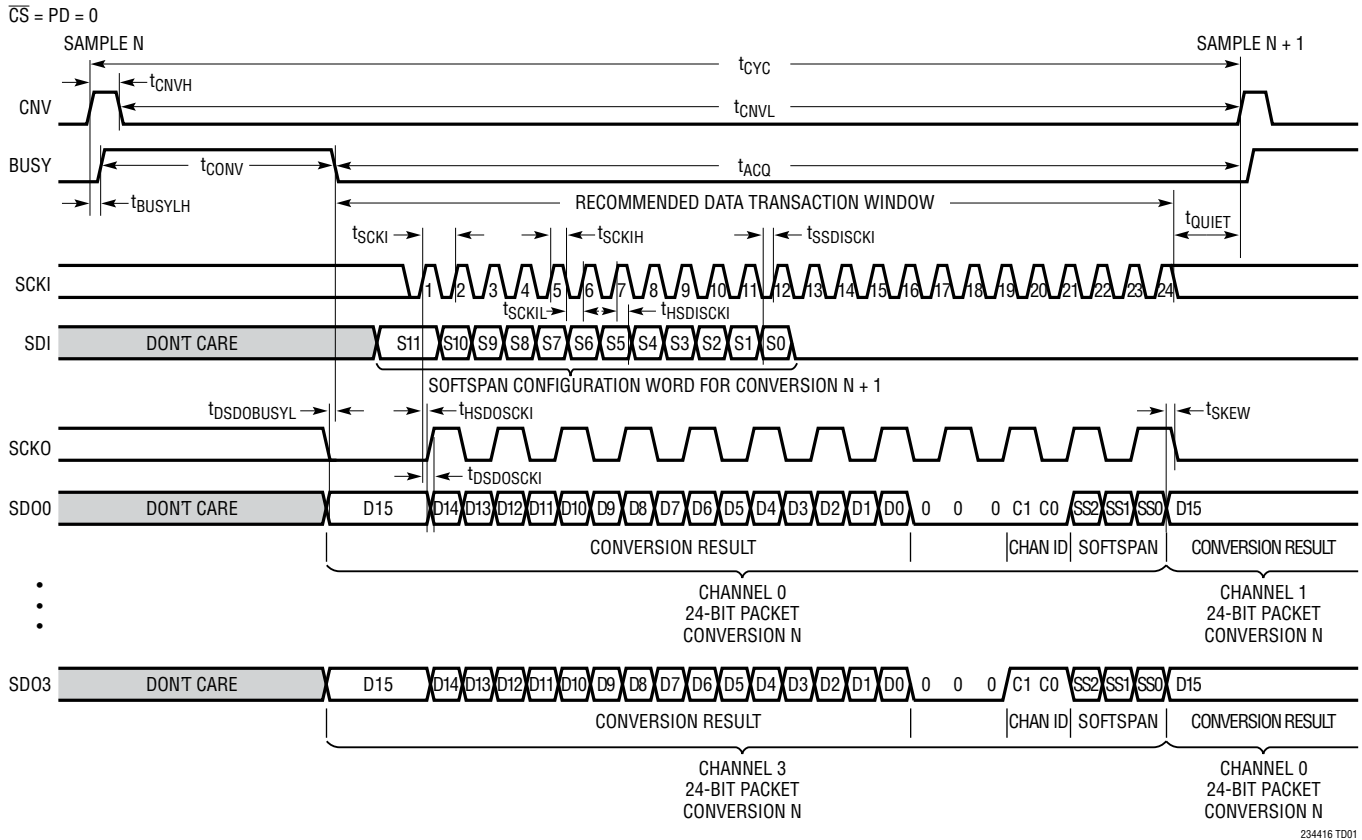 CS = PD = 0
SAMPLE N
SAMPLE N + 1
tCYC
tCNVH
CNV
tCNVL
BUSY
tCONV
tACQ
tBUSYLH
RECOMMENDED DATA TRANSACTION WINDOW
tQUIET
tSCKI
tSCKIH
tSSDISCKI
SCKI
1 2 3 4 5 6 7 8 9 10 11 12 13 14 15 16 17 18 19 20 21 22 23 24
tSCKIL
tHSDISCKI
SDI
DON'T CARE
S11 S10 S9 S8 S7 S6 S5 S4 S3 S2 S1 S0
SOFTSPAN CONFIGURATION WORD FOR CONVERSION N + 1
tDSDOBUSYL
tHSDOSCKI
tSKEW
SCKO
tDSDOSCKI
SDO0
DON'T CARE
D15 D14 D13 D12 D11 D10 D9 D8 D7 D6 D5 D4 D3 D2 D1 D0 0 0 0 C1 C0 SS2 SS1 SS0 D15
CONVERSION RESULT
CHAN ID
SOFTSPAN
CONVERSION RESULT
CHANNEL 0
24-BIT PACKET
CONVERSION N
CHANNEL 1
24-BIT PACKET
CONVERSION N
SDO3
DON'T CARE
D15 D14 D13 D12 D11 D10 D9 D8 D7 D6 D5 D4 D3 D2 D1 D0 0 0 0 C1 C0 SS2 SS1 SS0 D15
CONVERSION RESULT
CHAN ID
SOFTSPAN
CONVERSION RESULT
CHANNEL 3
24-BIT PACKET
CONVERSION N
CHANNEL 0
24-BIT PACKET
CONVERSION N
234416 TD01